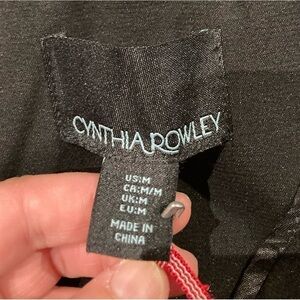 CYNTHIA ROWLEY
US:M
CA:M/M
UK:M
EU:M
MADE IN
CHINA